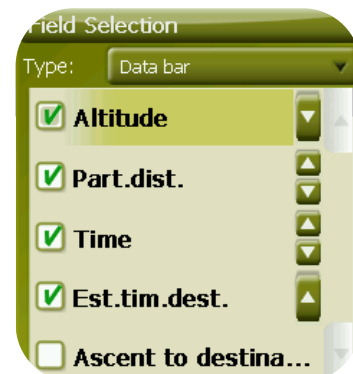 Field Selection
Type: Data bar
Altitude
Part.dist.
Time
Est.tim.dest.
Ascent to destina...